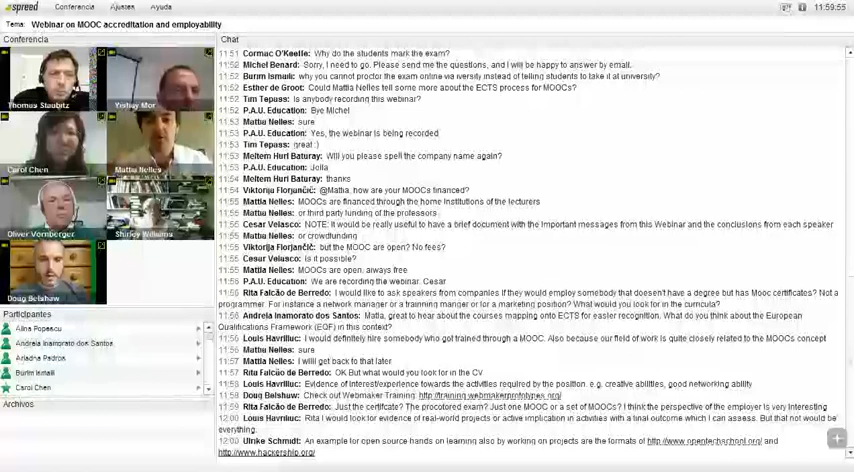 spreed Conferencia Ajustes Ayuda 11:59:55
Tema: Webinar on MOOC accreditation and employability
Conferencia
Thomas Staubitz
Yishay Mor
Carol Chen
Mattia Nelles
Oliver Vornberger
Shirley Williams
Doug Belshaw
Participantes
Alina Popescu
Andreia Inamorato dos Santos
Ariadna Padros
Burim Ismaili
Carol Chen
Archivos
Chat
11:51 Cormac O'Keeffe: Why do the students mark the exam?
11:52 Michel Benard: Sorry, I need to go. Please send me the questions, and I will be happy to answer by email.
11:52 Burim Ismaili: why you cannot proctor the exam online via iversity instead of telling students to take it at university?
11:52 Esther de Groot: Could Mattia Nelles tell some more about the ECTS process for MOOCs?
11:52 Tim Tepass: Is anybody recording this webinar?
11:52 P.A.U. Education: Bye Michel
11:53 Mattia Nelles: sure
11:53 P.A.U. Education: Yes, the webinar is being recorded
11:53 Tim Tepass: great :)
11:53 Meltem Huri Baturay: Will you please spell the company name again?
11:53 P.A.U. Education:
11:54 Meltem Huri Baturay: thanks
11:54 Viktorija Florjančič: @Mattia, how are your MOOCs financed?
11:55 Mattia Nelles: MOOCs are financed through the home institutions of the lecturers
11:55 Mattia Nelles: or third party funding of the professors
11:55 Cesar Velasco: NOTE: It would be really useful to have a brief document with the important messages from this Webinar and the conclusions from each speaker
11:55 Mattia Nelles: or crowdfunding
11:55 Viktorija Florjančič: but the MOOC are open? No fees?
11:55 Cesar Velasco: is it possible?
11:55 Mattia Nelles: MOOCs are open, always free
11:56 P.A.U. Education: We are recording the webinar, Cesar
11:56 Rita Falcão de Berredo: I would like to ask speakers from companies if they would employ somebody that doesn't have a degree but has Mooc certificates? Not a
programmer. For instance a network manager or a trainning manger or for a marketing position? What would you look for in the curricula?
11:56 Andreia Inamorato dos Santos: Matia, great to hear about the courses mapping onto ECTS for easier recognition. What do you think about the European
Qualifications Framework (EQF) in this context?
11:56 Louis Havriliuc: I would definitely hire somebody who got trained through a MOOC. Also because our field of work is quite closely related to the MOOCs concept
11:56 Mattia Nelles: sure
11:57 Mattia Nelles: I willl get back to that later
11:57 Rita Falcão de Berredo: OK But what would you look for in the CV
11:58 Louis Havriliuc: Evidence of interest/experience towards the activities required by the position. e.g. creative abilities, good networking ability
11:58 Doug Belshaw: Check out Webmaker Training: http://training.webmakerprototypes.org/
11:59 Rita Falcão de Berredo: Just the certifcate? The proctored exam? Just one MOOC or a set of MOOCs? I think the perspective of the employer is very interesting
12:00 Louis Havriliuc: Rita I would look for evidence of real-world projects or active implication in activities with a final outcome which I can assess. But that not would be
everything.
12:00 Ulrike Schmidt: An example for open source hands on learning also by working on projects are the formats of http://www.opentechschool.org/ and
http://www.hackership.org/